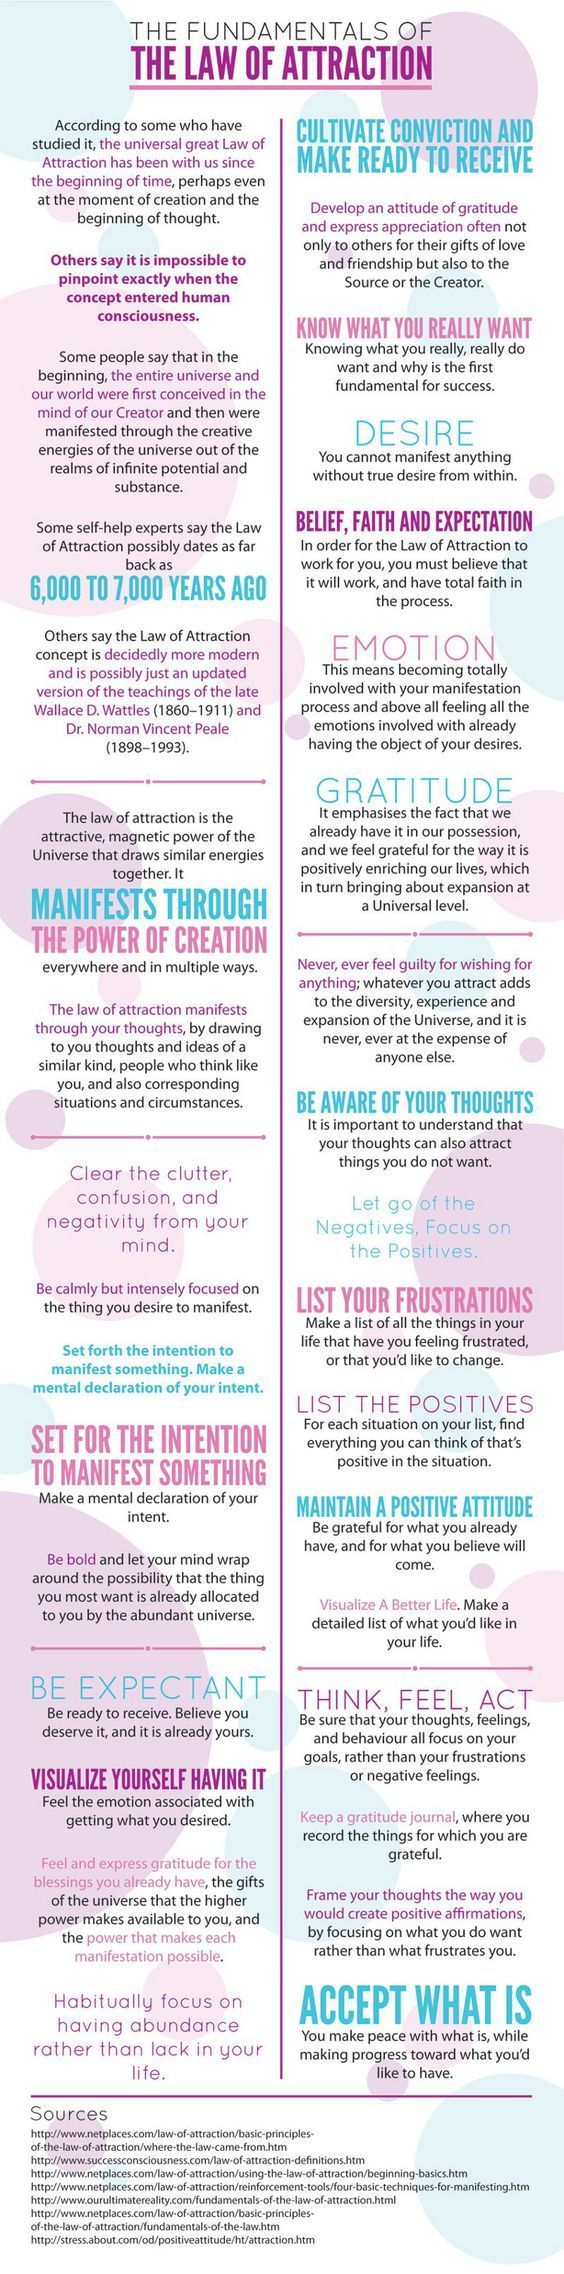 THE FUNDAMENTALS OF
THE LAW OF ATTRACTION
According to some who have
studied it, the universal great Law of
Attraction has been with us since
the beginning of time, perhaps even
at the moment of creation and the
beginning of thought.
Others say it is impossible to
pinpoint exactly when the
concept entered human
consciousness.
Some people say that in the
beginning, the entire universe and
our world were first conceived in the
mind of our Creator and then were
manifested through the creative
energies of the universe out of the
realms of infinite potential and
substance.
Some self-help experts say the Law
of Attraction possibly dates as far
back as
6,000 TO 7,000 YEARS AGO
Others say the Law of Attraction
concept is decidedly more modern
and is possibly just an updated
version of the teachings of the late
Wallace D. Wattles (1860–1911) and
Dr. Norman Vincent Peale
(1898–1993).
The law of attraction is the
attractive, magnetic power of the
Universe that draws similar energies
together. It
MANIFESTS THROUGH
THE POWER OF CREATION
everywhere and in multiple ways.
The law of attraction manifests
through your thoughts, by drawing
to you thoughts and ideas of a
similar kind, people who think like
you, and also corresponding
situations and circumstances.
Clear the clutter,
confusion, and
negativity from your
mind.
Be calmly but intensely focused on
the thing you desire to manifest.
Set forth the intention to
manifest something. Make a
mental declaration of your intent.
SET FOR THE INTENTION
TO MANIFEST SOMETHING
Make a mental declaration of your
intent.
Be bold and let your mind wrap
around the possibility that the thing
you most want is already allocated
to you by the abundant universe.
BE EXPECTANT
Be ready to receive. Believe you
deserve it, and it is already yours.
VISUALIZE YOURSELF HAVING IT
Feel the emotion associated with
getting what you desired.
Feel and express gratitude for the
blessings you already have, the gifts
of the universe that the higher
power makes available to you, and
the power that makes each
manifestation possible.
Habitually focus on
having abundance
rather than lack in your
life.
CULTIVATE CONVICTION AND
MAKE READY TO RECEIVE
Develop an attitude of gratitude
and express appreciation often not
only to others for their gifts of love
and friendship but also to the
Source or the Creator.
KNOW WHAT YOU REALLY WANT
Knowing what you really, really do
want and why is the first
fundamental for success.
DESIRE
You cannot manifest anything
without true desire from within.
BELIEF, FAITH AND EXPECTATION
In order for the Law of Attraction to
work for you, you must believe that
it will work, and have total faith in
the process.
EMOTION
This means becoming totally
involved with your manifestation
process and above all feeling all the
emotions involved with already
having the object of your desires.
GRATITUDE
It emphasises the fact that we
already have it in our possession,
and we feel grateful for the way it is
positively enriching our lives, which
in turn bringing about expansion at
a Universal level.
Never, ever feel guilty for wishing for
anything; whatever you attract adds
to the diversity, experience and
expansion of the Universe, and it is
never, ever at the expense of
anyone else.
BE AWARE OF YOUR THOUGHTS
It is important to understand that
your thoughts can also attract
things you do not want.
Let go of the
Negatives, Focus on
the Positives.
LIST YOUR FRUSTRATIONS
Make a list of all the things in your
life that have you feeling frustrated,
or that you'd like to change.
LIST THE POSITIVES
For each situation on your list, find
everything you can think of that's
positive in the situation.
MAINTAIN A POSITIVE ATTITUDE
Be grateful for what you already
have, and for what you believe will
come.
Visualize A Better Life. Make a
detailed list of what you'd like in
your life.
THINK, FEEL, ACT
Be sure that your thoughts, feelings,
and behaviour all focus on your
goals, rather than your frustrations
or negative feelings.
Keep a gratitude journal, where you
record the things for which you are
grateful.
Frame your thoughts the way you
would create positive affirmations,
by focusing on what you do want
rather than what frustrates you.
ACCEPT WHAT IS
You make peace with what is, while
making progress toward what you'd
like to have.
Sources
http://www.netplaces.com/law-of-attraction/basic-principles-
of-the-law-of-attraction/where-the-law-came-from.htm
http://www.successconsciousness.com/law-of-attraction-definitions.htm
http://www.netplaces.com/law-of-attraction/using-the-law-of-attraction/beginning-basics.htm
http://www.netplaces.com/law-of-attraction/reinforcement-tools/four-basic-techniques-for-manifesting.htm
http://www.ourultimatereality.com/fundamentals-of-the-law-of-attraction.html
http://www.netplaces.com/law-of-attraction/basic-principles-
of-the-law-of-attraction/fundamentals-of-the-law.htm
http://stress.about.com/od/positiveattitude/ht/attraction.htm